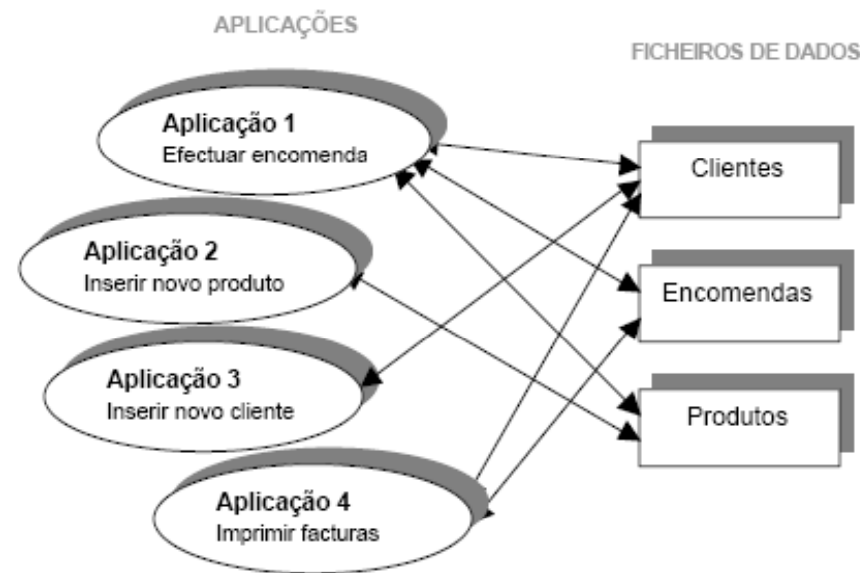 APLICAÇÕES
FICHEIROS DE DADOS
Aplicação 1
Efectuar encomenda
Clientes
Aplicação 2
Inserir novo produto
Encomendas
Aplicação 3
Inserir novo cliente
Produtos
Aplicação 4
Imprimir facturas